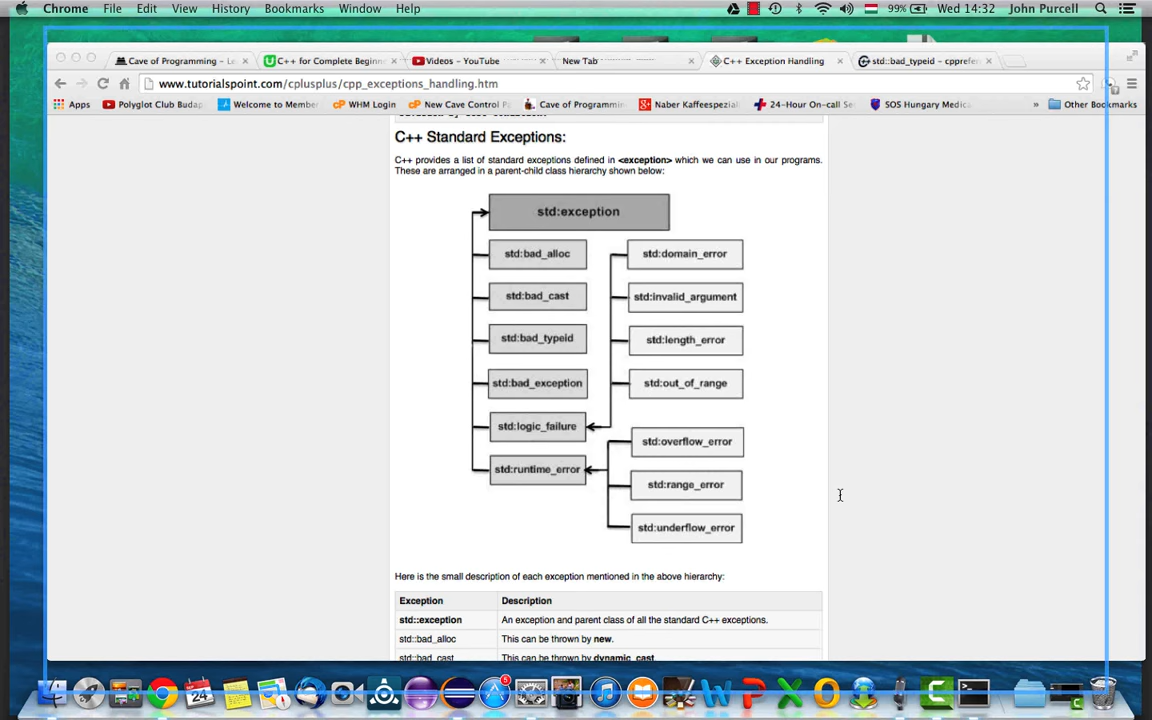 Chrome File Edit View History Bookmarks Window Help 99% Wed 14:32 John Purcell
Cave of Programming – Le C++ for Complete Beginn Videos - YouTube New Tab C++ Exception Handling std::bad_typeid - cpprefer
www.tutorialspoint.com/cplusplus/cpp_exceptions_handling.htm
Apps Polyglot Club Budap Welcome to Member WHM Login New Cave Control P Cave of Programmin Naber Kaffeespezial 24-Hour On-call Se SOS Hungary Medic » Other Bookmarks
C++ Standard Exceptions:
C++ provides a list of standard exceptions defined in <exception> which we can use in our programs.
These are arranged in a parent-child class hierarchy shown below:
std:exception
std:bad_alloc
std:domain_error
std:bad_cast
std:invalid_argument
std:bad_typeid
std:length_error
std:bad_exception
std:out_of_range
std:logic_failure
std:overflow_error
std:runtime_error
std:range_error
std:underflow_error
Here is the small description of each exception mentioned in the above hierarchy:
Exception Description
std::exception An exception and parent class of all the standard C++ exceptions.
std::bad_alloc This can be thrown by new.
std::bad_cast This can be thrown by dynamic_cast.
24
5